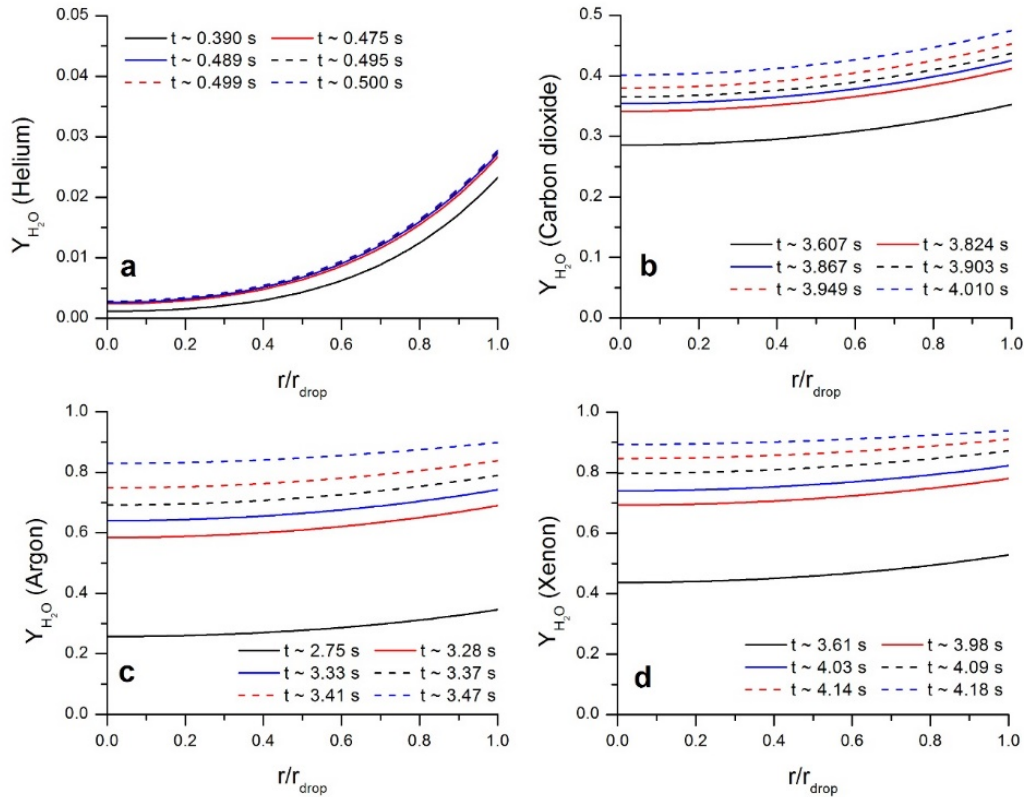 0.05
0.04
0.03
0.02
0.01
0.00
Y_H₂O (Helium)
t ~ 0.390 s t ~ 0.475 s
t ~ 0.489 s t ~ 0.495 s
t ~ 0.499 s t ~ 0.500 s
a
0.0 0.2 0.4 0.6 0.8 1.0
r/r_drop
0.5
0.4
0.3
0.2
0.1
0.0
Y_H₂O (Carbon dioxide)
b
t ~ 3.607 s t ~ 3.824 s
t ~ 3.867 s t ~ 3.903 s
t ~ 3.949 s t ~ 4.010 s
0.0 0.2 0.4 0.6 0.8 1.0
r/r_drop
1.0
0.8
0.6
0.4
0.2
0.0
Y_H₂O (Argon)
c
t ~ 2.75 s t ~ 3.28 s
t ~ 3.33 s t ~ 3.37 s
t ~ 3.41 s t ~ 3.47 s
0.0 0.2 0.4 0.6 0.8 1.0
r/r_drop
1.0
0.8
0.6
0.4
0.2
0.0
Y_H₂O (Xenon)
d
t ~ 3.61 s t ~ 3.98 s
t ~ 4.03 s t ~ 4.09 s
t ~ 4.14 s t ~ 4.18 s
0.0 0.2 0.4 0.6 0.8 1.0
r/r_drop